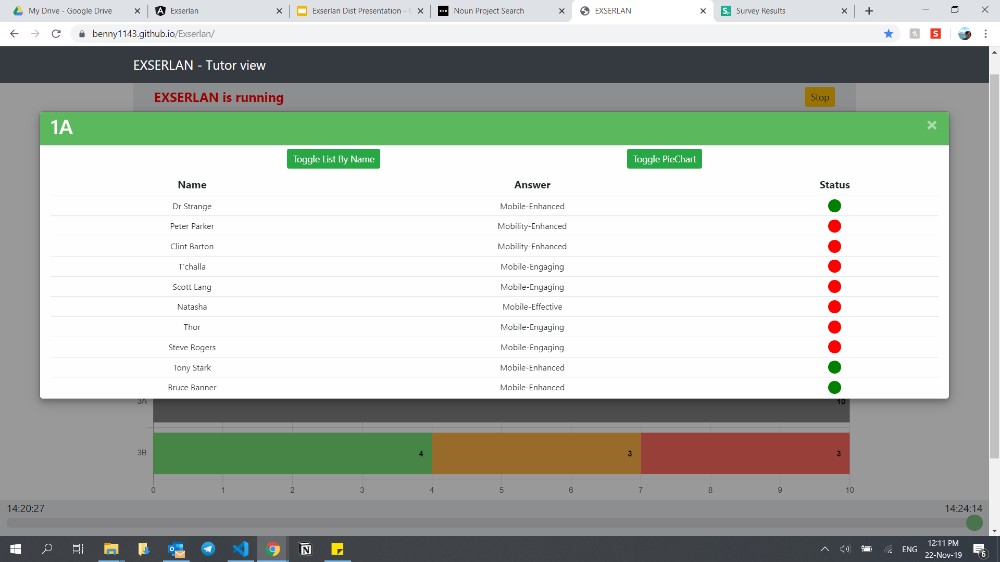 My Drive - Google Drive
Exserlan
Exserlan Dist Presentation -
Noun Project Search
EXSERLAN
Survey Results
benny1143.github.io/Exserlan/
EXSERLAN - Tutor view
EXSERLAN is running
Stop
1A
Toggle List By Name
Toggle PieChart
Name Answer Status
Dr Strange Mobile-Enhanced
Peter Parker Mobility-Enhanced
Clint Barton Mobility-Enhanced
T'challa Mobile-Engaging
Scott Lang Mobile-Engaging
Natasha Mobile-Effective
Thor Mobile-Engaging
Steve Rogers Mobile-Engaging
Tony Stark Mobile-Enhanced
Bruce Banner Mobile-Enhanced
3A 10
3B 4 3 3
0 1 2 3 4 5 6 7 8 9 10
14:20:27 14:24:14
ENG
12:11 PM
22-Nov-19
6